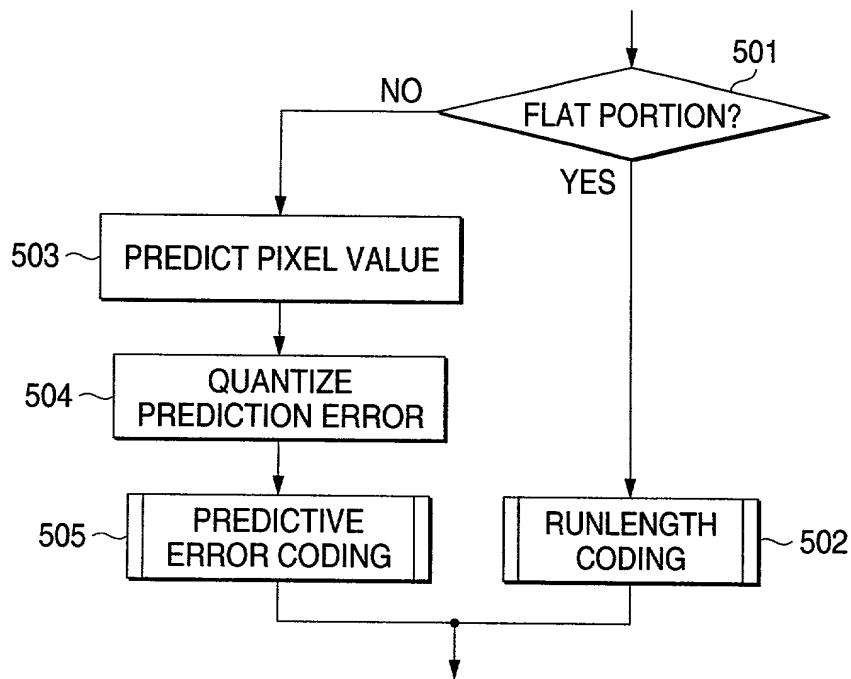 501
FLAT PORTION?
NO
YES
503
PREDICT PIXEL VALUE
504
QUANTIZE
PREDICTION ERROR
505
PREDICTIVE
ERROR CODING
RUNLENGTH
CODING
502